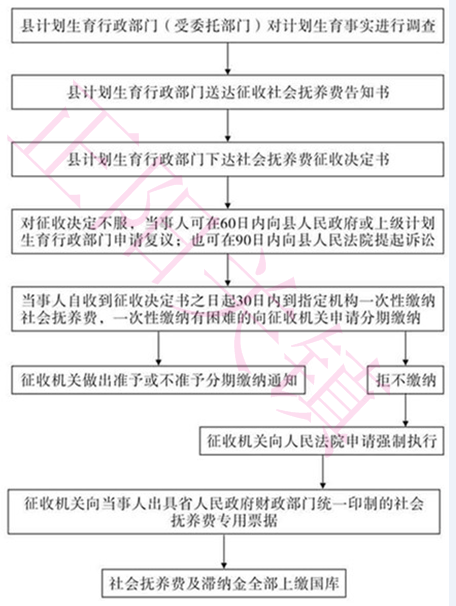 县计划生育行政部门（受委托部门）对计划生育事实进行调查
县计划生育行政部门送达征收社会抚养费告知书
县计划生育行政部门下达社会抚养费征收决定书
对征收决定不服，当事人可在60日内向县人民政府或上级计划
生育行政部门申请复议；也可在90日内向县人民法院提起诉讼
当事人自收到征收决定书之日起30日内到指定机构一次性缴纳
社会抚养费，一次性缴纳有困难的向征收机关申请分期缴纳
征收机关做出准予或不准予分期缴纳通知
拒不缴纳
征收机关向人民法院申请强制执行
征收机关向当事人出具省人民政府财政部门统一印制的社会
抚养费专用票据
社会抚养费及滞纳金全部上缴国库
正阳关镇